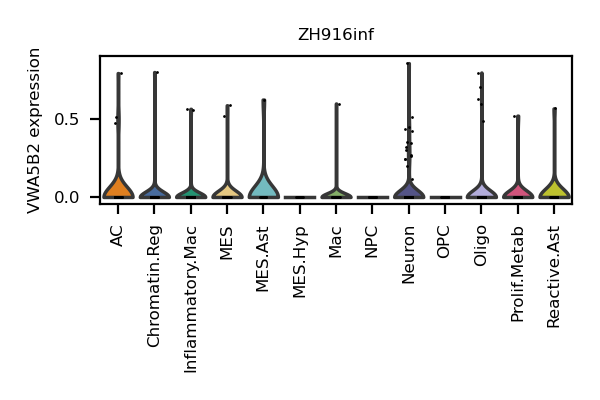 ZH916inf
VWA5B2 expression
0.5
0.0
AC
Chromatin.Reg
Inflammatory.Mac
MES
MES.Ast
MES.Hyp
Mac
NPC
Neuron
OPC
Oligo
Prolif.Metab
Reactive.Ast